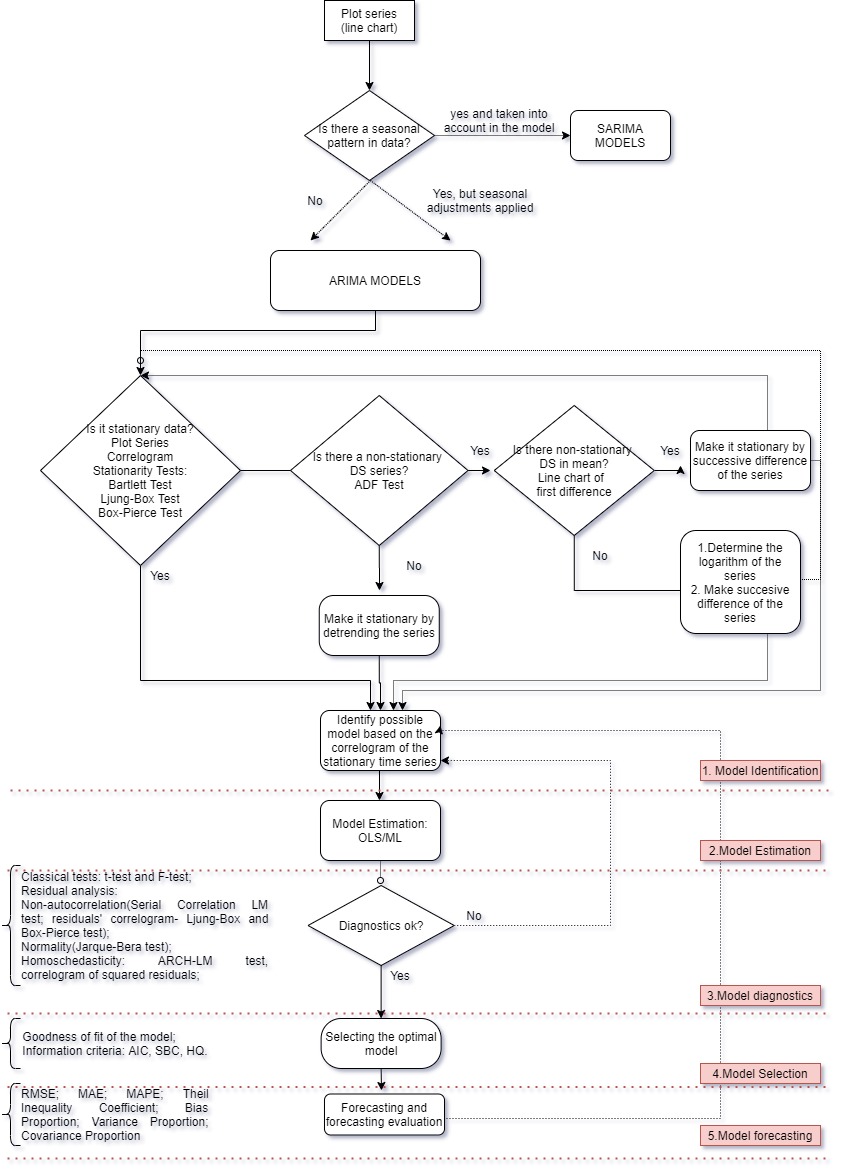 Plot series
(line chart)
Is there a seasonal
pattern in data?
yes and taken into
account in the model
SARIMA
MODELS
No
Yes, but seasonal
adjustments applied
ARIMA MODELS
Is it stationary data?
Plot Series
Correlogram
Stationarity Tests:
Bartlett Test
Ljung-Box Test
Box-Pierce Test
Is there a non-stationary
DS series?
ADF Test
Yes
Is there non-stationary
DS in mean?
Line chart of
first difference
Yes
Make it stationary by
successive difference
of the series
No
1.Determine the
logarithm of the
series
2. Make succesive
difference of the
series
No
Yes
Make it stationary by
detrending the series
Identify possible
model based on the
correlogram of the
stationary time series
1. Model Identification
Model Estimation:
OLS/ML
2.Model Estimation
Classical tests: t-test and F-test;
Residual analysis:
Non-autocorrelation(Serial Correlation LM
test; residuals' correlogram- Ljung-Box and
Box-Pierce test);
Normality(Jarque-Bera test);
Homoschedasticity: ARCH-LM test,
correlogram of squared residuals;
Diagnostics ok?
No
Yes
3.Model diagnostics
Goodness of fit of the model;
Information criteria: AIC, SBC, HQ.
Selecting the optimal
model
4.Model Selection
RMSE; MAE; MAPE; Theil
Inequality Coefficient; Bias
Proportion; Variance Proportion;
Covariance Proportion
Forecasting and
forecasting evaluation
5.Model forecasting